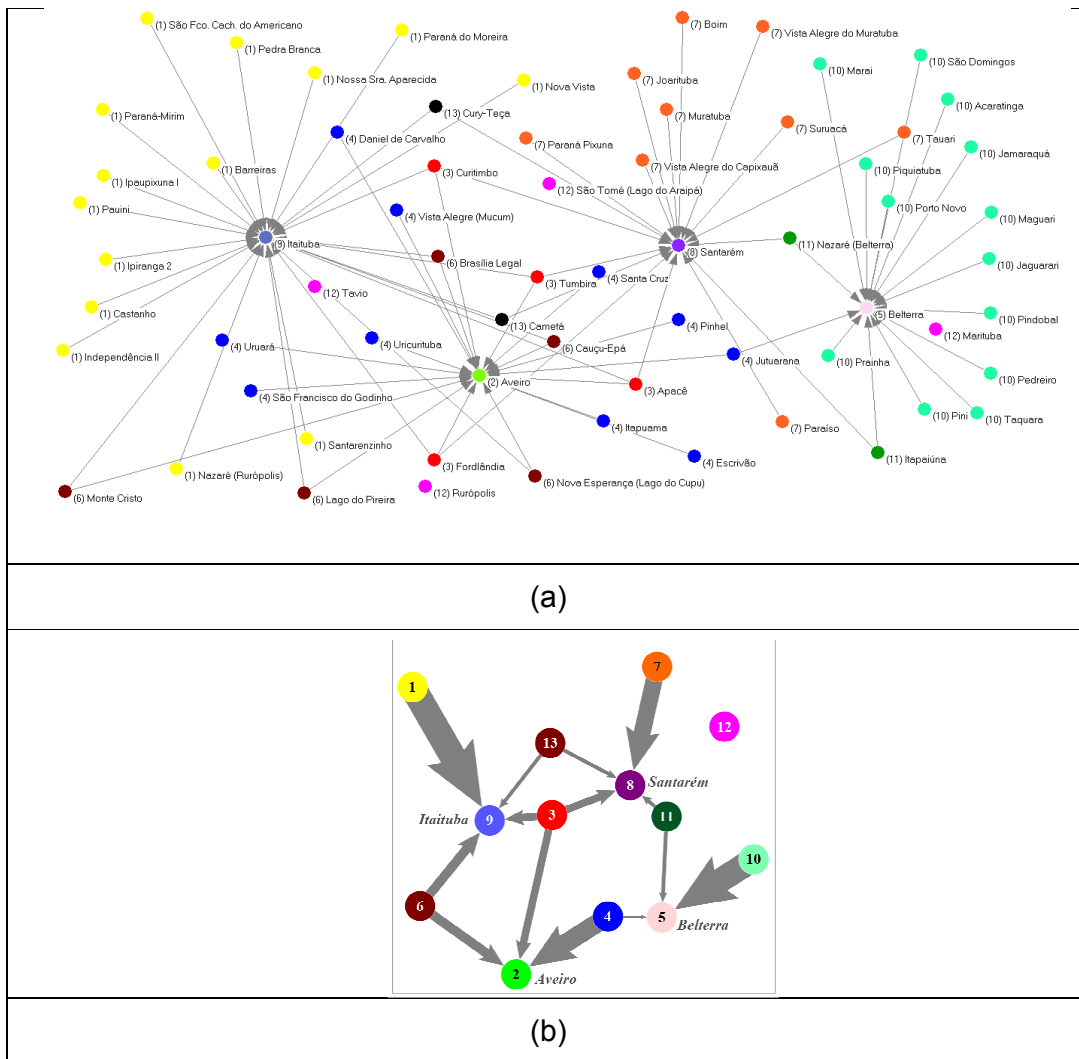 (1) São Fco. Cach. do Americano
(7) Boim
(7) Vista Alegre do Muratuba
(1) Paraná do Moreira
(1) Pedra Branca
(10) São Domingos
(10) Marai
(1) Nossa Sra. Aparecida
(7) Joarituba
(1) Nova Vista
(10) Acaratinga
(13) Cury-Teça
(1) Paraná-Mirim
(7) Muratuba
(7) Suruacá
(4) Daniel de Carvalho
(7) Tauari
(7) Paraná Pixuna
(10) Jamaraquá
(10) Piquiatuba
(7) Vista Alegre do Capixauã
(1) Barreiras
(3) Curitimbo
(1) Ipaupixuna I
(12) São Tomé (Lago do Araipá)
(1) Pauini
(10) Porto Novo
(4) Vista Alegre (Mucum)
(10) Maguari
(9) Itaituba
(11) Nazaré (Belterra)
(8) Santarém
(6) Brasília Legal
(1) Ipiranga 2
(10) Jaguarari
(4) Santa Cruz
(3) Tumbira
(12) Tavio
(1) Castanho
(5) Belterra
(10) Pindobal
(13) Cametá
(4) Pinhel
(12) Marituba
(4) Uricurituba
(4) Uruará
(6) Cauçu-Epá
(1) Independência II
(4) Jutuarana
(10) Prainha
(10) Pedreiro
(2) Aveiro
(3) Apacê
(4) São Francisco do Godinho
(10) Pini
(10) Taquara
(4) Itapuama
(7) Paraíso
(1) Santarenzinho
(11) Itapaiúna
(4) Escrivão
(3) Fordlândia
(1) Nazaré (Rurópolis)
(6) Nova Esperança (Lago do Cupu)
(12) Rurópolis
(6) Monte Cristo
(6) Lago do Pireira
(a)
7
1
12
13
8
Santarém
Itaituba
9
3
11
10
6
4
5
Belterra
2
Aveiro
(b)